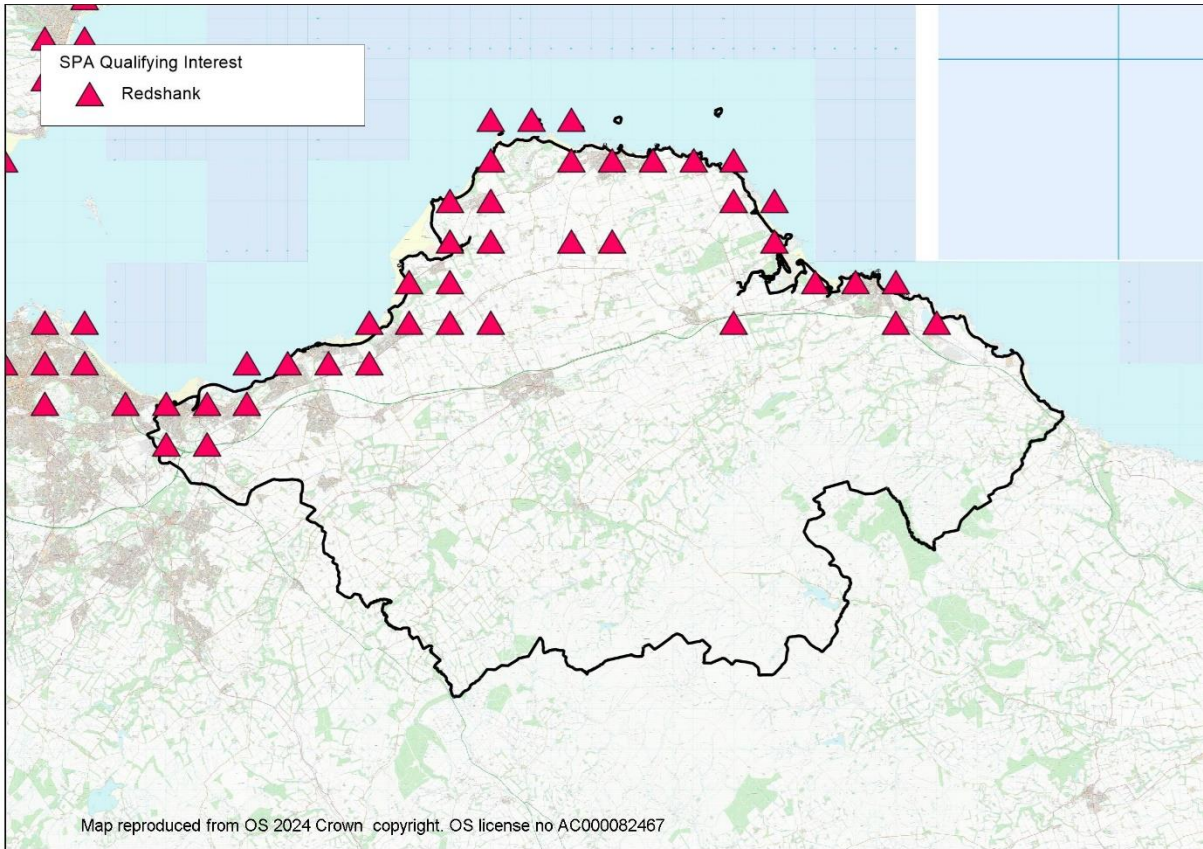 SPA Qualifying Interest
Redshank
Map reproduced from OS 2024 Crown copyright. OS license no AC000082467